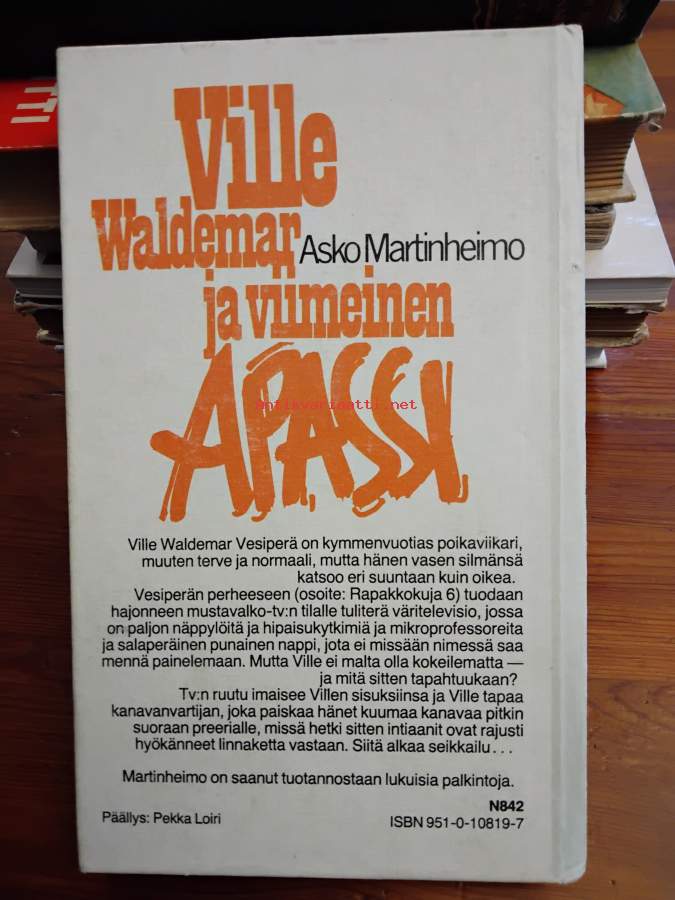 Ville
Waldemar
Asko Martinheimo
ja viimeinen
APASSI
Antikvariaatti.net
Ville Waldemar Vesiperä on kymmenvuotias poikaviikari,
muuten terve ja normaali, mutta hänen vasen silmänsä
katsoo eri suuntaan kuin oikea.
Vesiperän perheeseen (osoite: Rapakkokuja 6) tuodaan
hajonneen mustavalko-tv:n tilalle tuliterä väritelevisio, jossa
on paljon näppylöitä ja hipaisukytkimiä ja mikroprofessoreita
ja salaperäinen punainen nappi, jota ei missään nimessä saa
mennä painelemaan. Mutta Ville ei malta olla kokeilematta —
ja mitä sitten tapahtuukaan?
Tv:n ruutu imaisee Villen sisuksiinsa ja Ville tapaa
kanavanvartijan, joka paiskaa hänet kuumaa kanavaa pitkin
suoraan preerialle, missä hetki sitten intiaanit ovat rajusti
hyökänneet linnaketta vastaan. Siitä alkaa seikkailu...
Martinheimo on saanut tuotannostaan lukuisia palkintoja.
N842
Päällys: Pekka Loiri
ISBN 951-0-10819-7